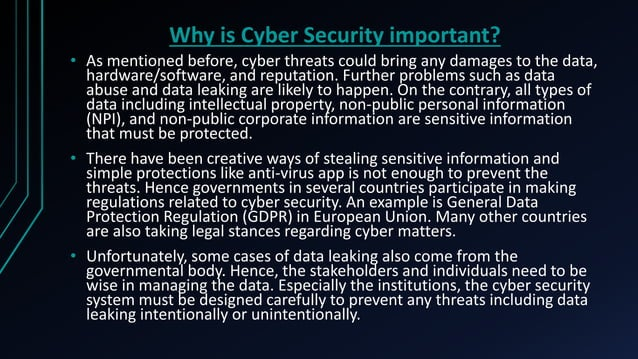 Why is Cyber Security important?
• As mentioned before, cyber threats could bring any damages to the data,
hardware/software, and reputation. Further problems such as data
abuse and data leaking are likely to happen. On the contrary, all types of
data including intellectual property, non-public personal information
(NPI), and non-public corporate information are sensitive information
that must be protected.
• There have been creative ways of stealing sensitive information and
simple protections like anti-virus app is not enough to prevent the
threats. Hence governments in several countries participate in making
regulations related to cyber security. An example is General Data
Protection Regulation (GDPR) in European Union. Many other countries
are also taking legal stances regarding cyber matters.
• Unfortunately, some cases of data leaking also come from the
governmental body. Hence, the stakeholders and individuals need to be
wise in managing the data. Especially the institutions, the cyber security
system must be designed carefully to prevent any threats including data
leaking intentionally or unintentionally.